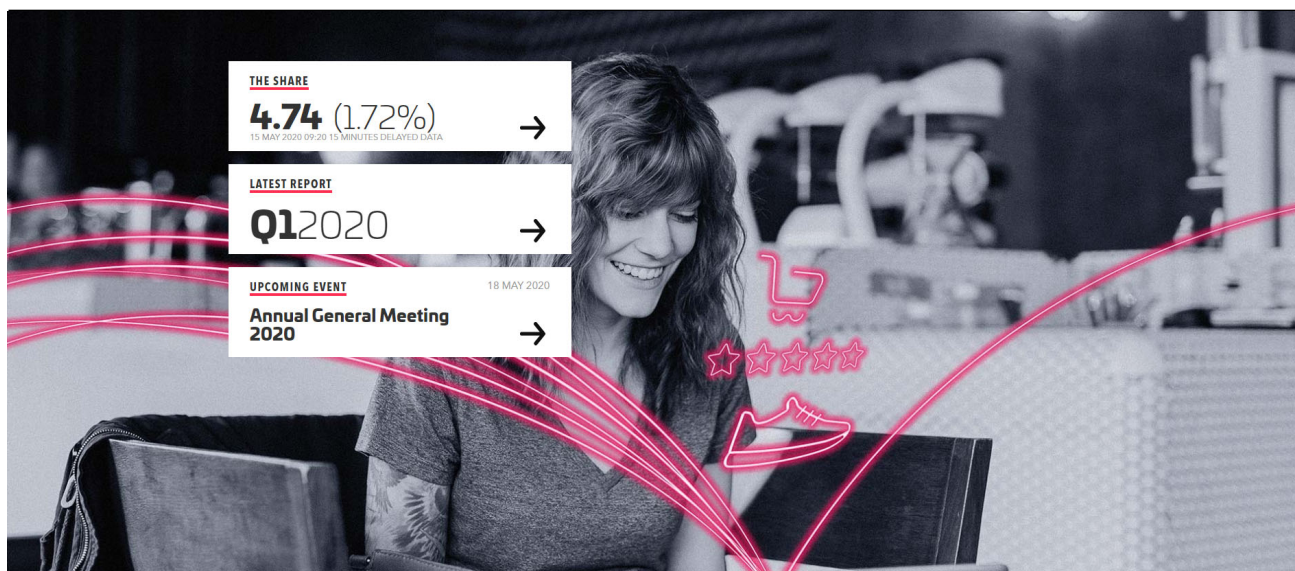 THE SHARE
4.74 (1.72%)
15 MAY 2020 09:20 15 MINUTES DELAYED DATA
LATEST REPORT
Q12020
UPCOMING EVENT
18 MAY 2020
Annual General Meeting
2020